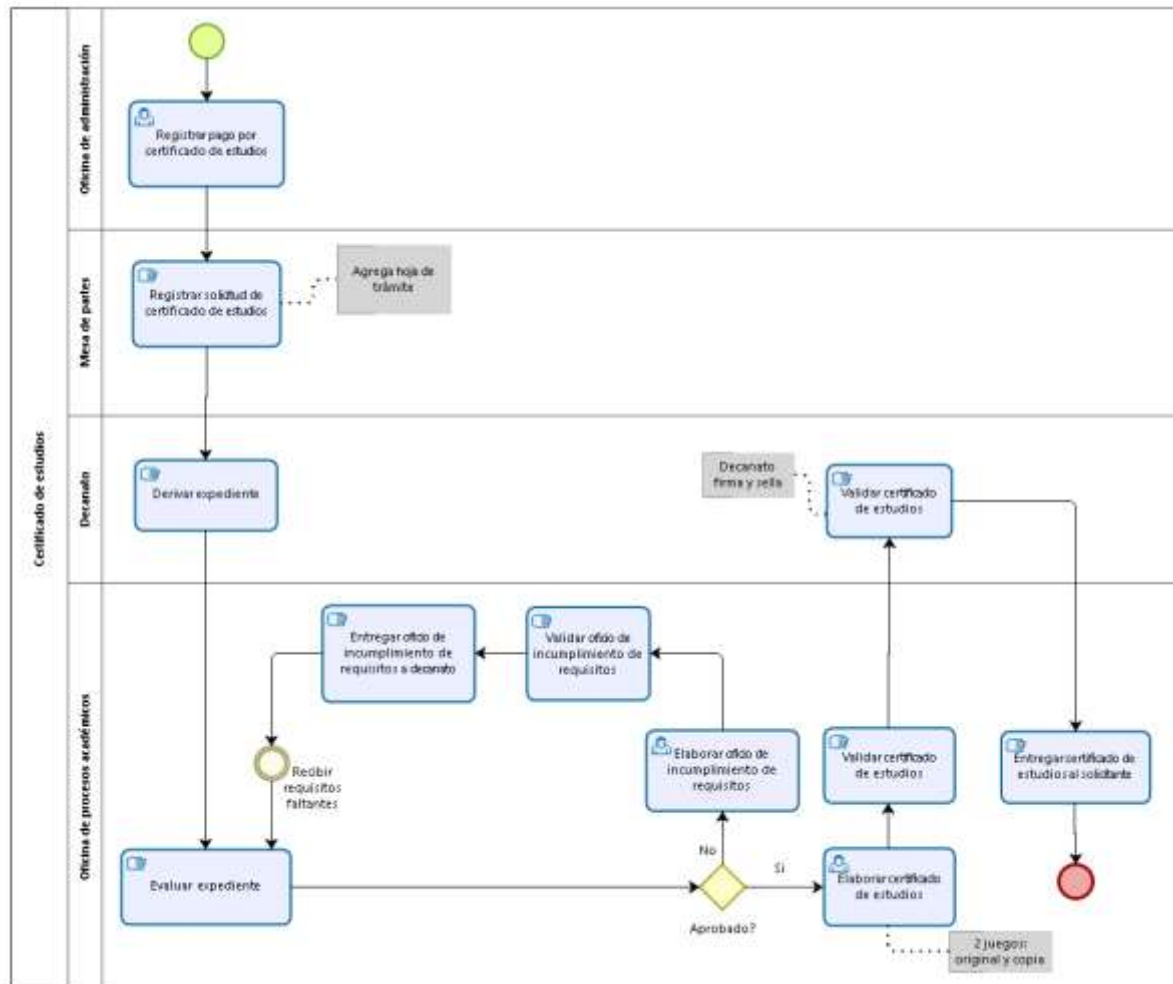 Certificado de estudios
Oficina de administración
Registrar pago por
certificado de estudios
Mesa de partes
Registrar solicitud de
certificado de estudios
Agrega hoja de
trámite
Decanato
Derivar expediente
Decanato
firma y sella
Validar certificado
de estudios
Oficina de procesos académicos
Entregar oficio de
incumplimiento de
requisitos a decanato
Validar oficio de
incumplimiento de
requisitos
Recibir
requisitos
faltantes
Elaborar oficio de
incumplimiento de
requisitos
Validar certificado
de estudios
Entregar certificado de
estudios al solicitante
Evaluar expediente
No
Si
Aprobado?
Elaborar certificado
de estudios
2 juegos:
original y copia